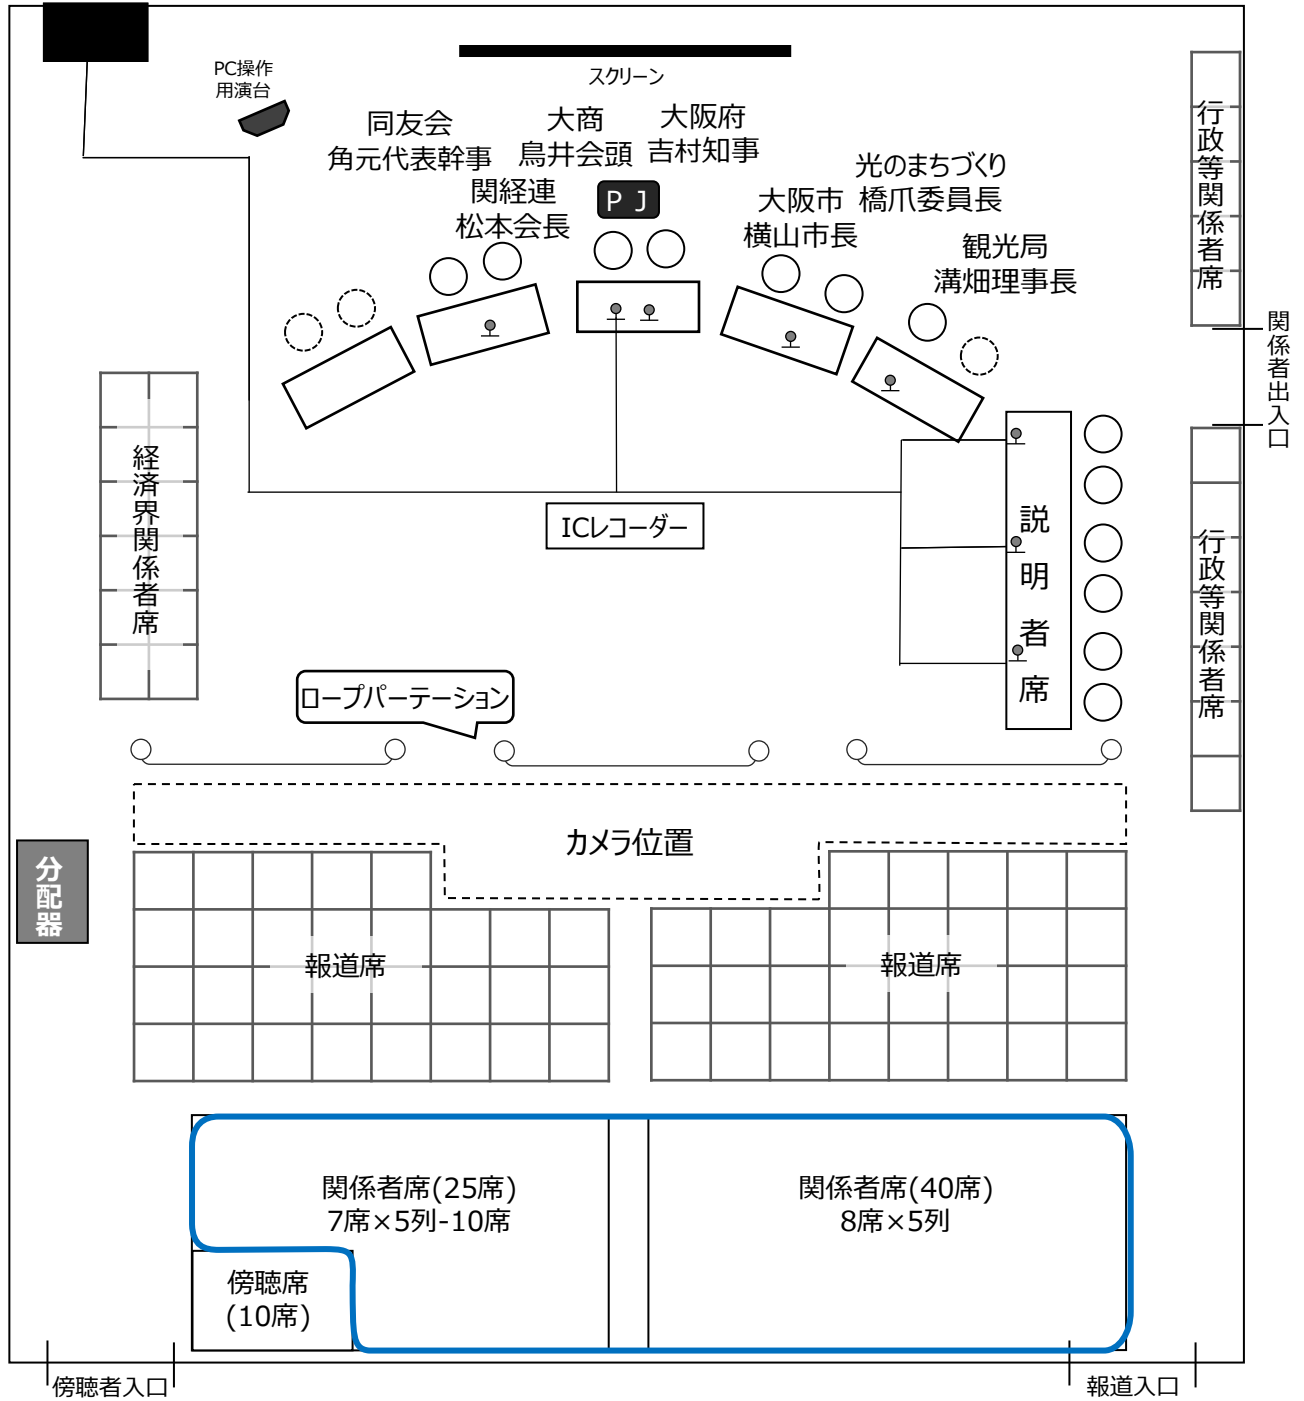 PC操作
用演台
スクリーン
同友会
角元代表幹事
大商
鳥井会頭
大阪府
吉村知事
関経連
松本会長
PJ
大阪市
横山市長
光のまちづくり
橋爪委員長
観光局
溝畑理事長
行政等関係者席
関係者出入口
経済界関係者席
ICレコーダー
説明者席
行政等関係者席
ロープパーテーション
カメラ位置
分配器
報道席
報道席
関係者席(25席)
7席×5列-10席
関係者席(40席)
8席×5列
傍聴席
(10席)
傍聴者入口
報道入口